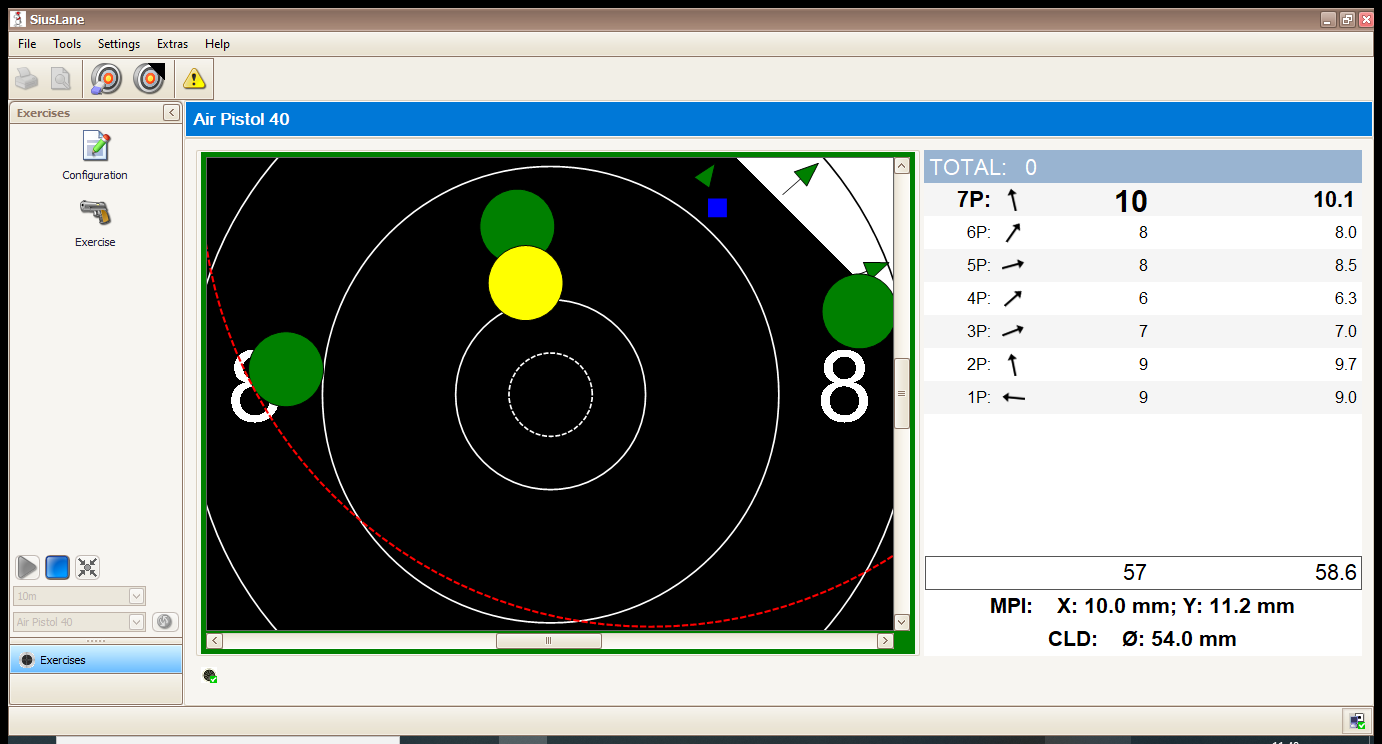 SiusLane
File Tools Settings Extras Help
Exercises
Configuration
Exercise
10m
Air Pistol 40
Exercises
Air Pistol 40
8 8
TOTAL: 0
7P: 10 10.1
6P: 8 8.0
5P: 8 8.5
4P: 6 6.3
3P: 7 7.0
2P: 9 9.7
1P: 9 9.0
57 58.6
MPI: X: 10.0 mm; Y: 11.2 mm
CLD: Ø: 54.0 mm